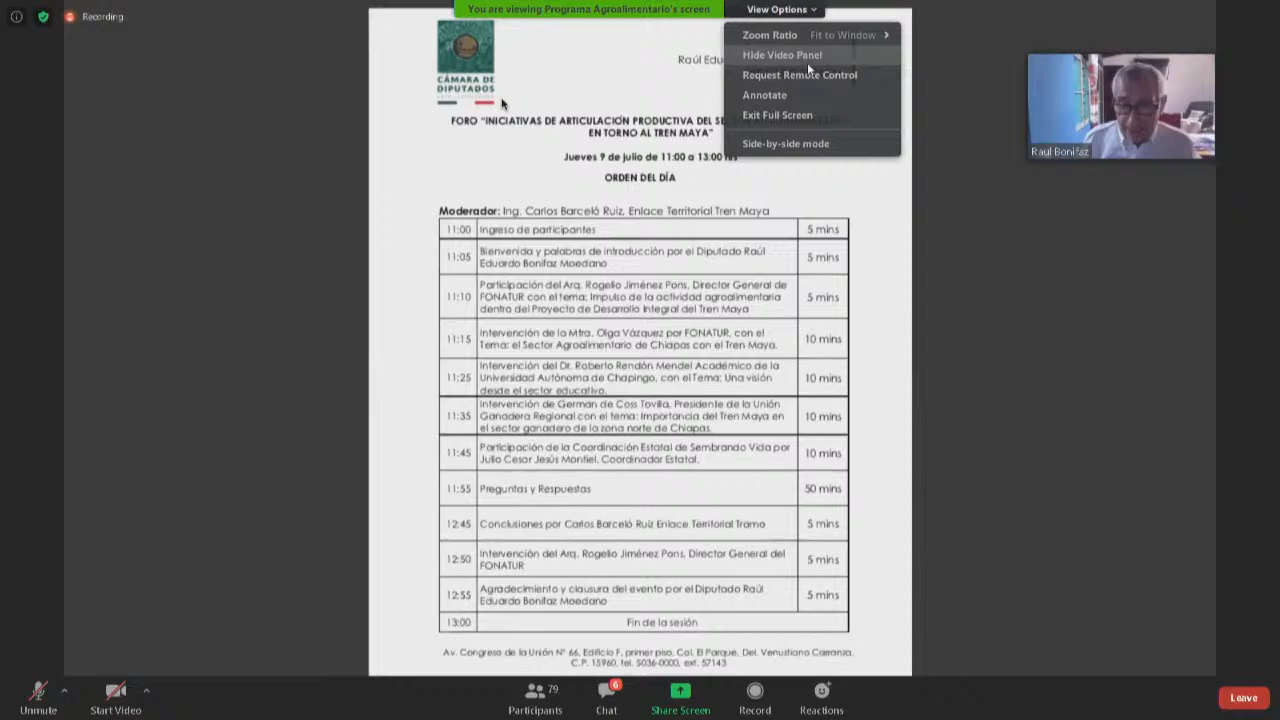 Recording
You are viewing Programa Agroalimentario's screen
View Options
Zoom Ratio Fit to Window
Hide Video Panel
Request Remote Control
Annotate
Exit Full Screen
Side-by-side mode
Raul Bonifaz
CÁMARA DE
DIPUTADOS
Raúl Edu
FORO "INICIATIVAS DE ARTICULACIÓN PRODUCTIVA DEL SE
EN TORNO AL TREN MAYA"
Jueves 9 de julio de 11:00 a 13:00 hrs
ORDEN DEL DÍA
Moderador: Ing. Carlos Barceló Ruiz, Enlace Territorial Tren Maya
11:00 Ingreso de participantes 5 mins
11:05 Bienvenida y palabras de introducción por el Diputado Raúl
Eduardo Bonifaz Moedano 5 mins
11:10 Participación del Arq. Rogelio Jiménez Pons, Director General de
FONATUR con el tema: Impulso de la actividad agroalimentaria
dentro del Proyecto de Desarrollo Integral del Tren Maya 5 mins
11:15 Intervención de la Mtra. Olga Vázquez por FONATUR, con el
Tema: el Sector Agroalimentario de Chiapas con el Tren Maya. 10 mins
11:25 Intervención del Dr. Roberto Rendón Mendel Académico de la
Universidad Autónoma de Chapingo, con el Tema: Una visión
desde el sector educativo. 10 mins
11:35 Intervención de German de Coss Tovilla, Presidente de la Unión
Ganadera Regional con el tema: Importancia del Tren Maya en
el sector ganadero de la zona norte de Chiapas. 10 mins
11:45 Participación de la Coordinación Estatal de Sembrando Vida por
Julio Cesar Jesús Montiel, Coordinador Estatal. 10 mins
11:55 Preguntas y Respuestas 50 mins
12:45 Conclusiones por Carlos Barceló Ruiz Enlace Territorial Tramo 5 mins
12:50 Intervención del Arq. Rogelio Jiménez Pons, Director General del
FONATUR 5 mins
12:55 Agradecimiento y clausura del evento por el Diputado Raúl
Eduardo Bonifaz Moedano 5 mins
13:00 Fin de la sesión
Av. Congreso de la Unión N° 66, Edificio F, primer piso, Col. El Parque, Del. Venustiano Carranza,
C.P. 15960, tel. 5036-0000, ext. 57143
Unmute
Start Video
79
Participants
6
Chat
Share Screen
Record
Reactions
Leave